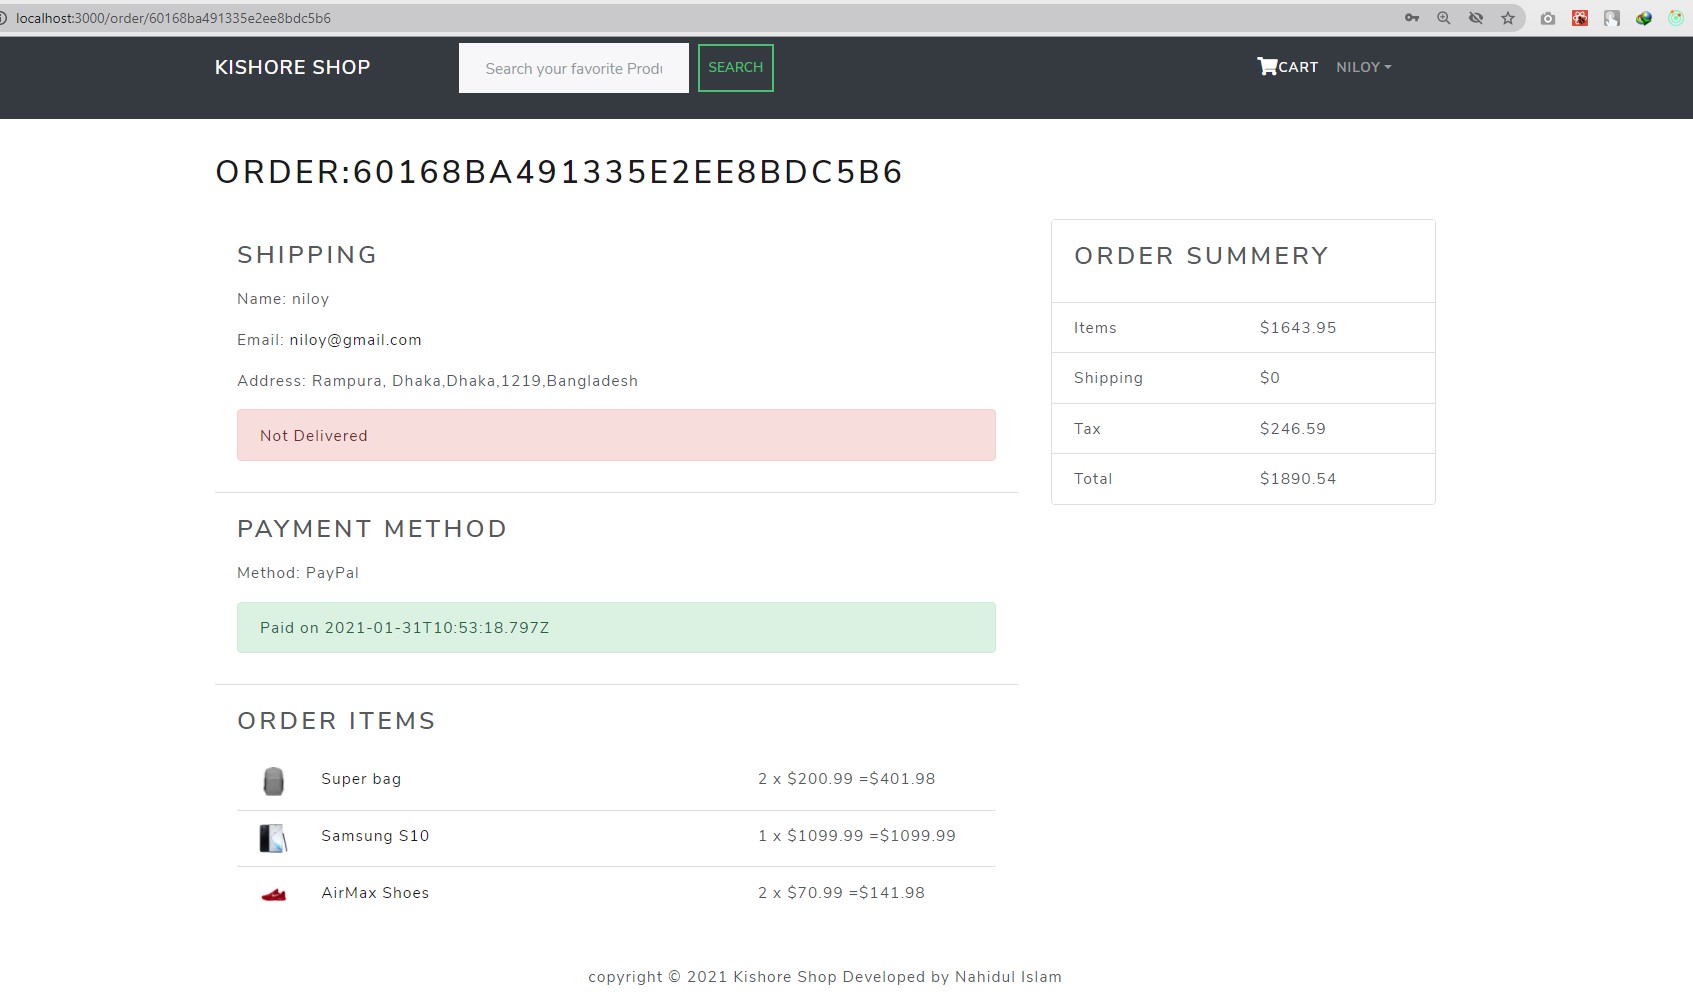 localhost:3000/order/60168ba491335e2ee8bdc5b6
KISHORE SHOP
Search your favorite Produ
SEARCH
CART
NILOY
ORDER:60168BA491335E2EE8BDC5B6
SHIPPING
Name: niloy
Email: niloy@gmail.com
Address: Rampura, Dhaka,Dhaka,1219,Bangladesh
Not Delivered
PAYMENT METHOD
Method: PayPal
Paid on 2021-01-31T10:53:18.797Z
ORDER ITEMS
Super bag 2 x $200.99 =$401.98
Samsung S10 1 x $1099.99 =$1099.99
AirMax Shoes 2 x $70.99 =$141.98
ORDER SUMMERY
Items $1643.95
Shipping $0
Tax $246.59
Total $1890.54
copyright © 2021 Kishore Shop Developed by Nahidul Islam